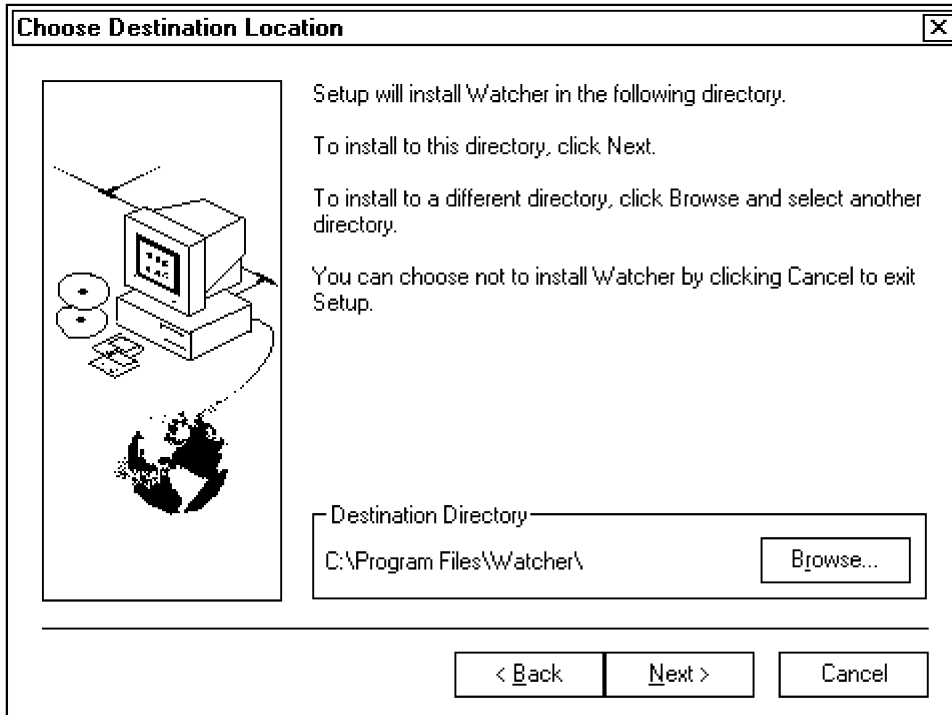 Choose Destination Location
Setup will install Watcher in the following directory.
To install to this directory, click Next.
To install to a different directory, click Browse and select another
directory.
You can choose not to install Watcher by clicking Cancel to exit
Setup.
Destination Directory
C:\Program Files\Watcher\
Browse...
< Back
Next >
Cancel